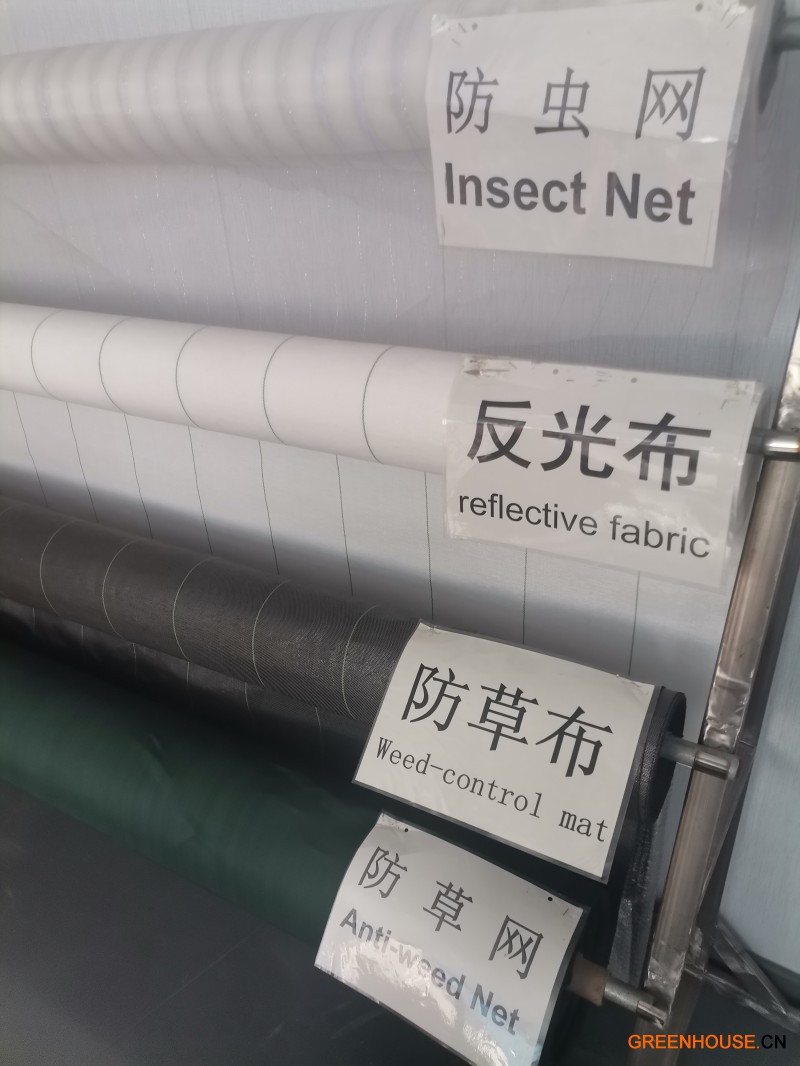 防虫网
Insect Net
反光布
reflective fabric
防草布
Weed-control mat
防草网
Anti-weed Net
GREENHOUSE.CN